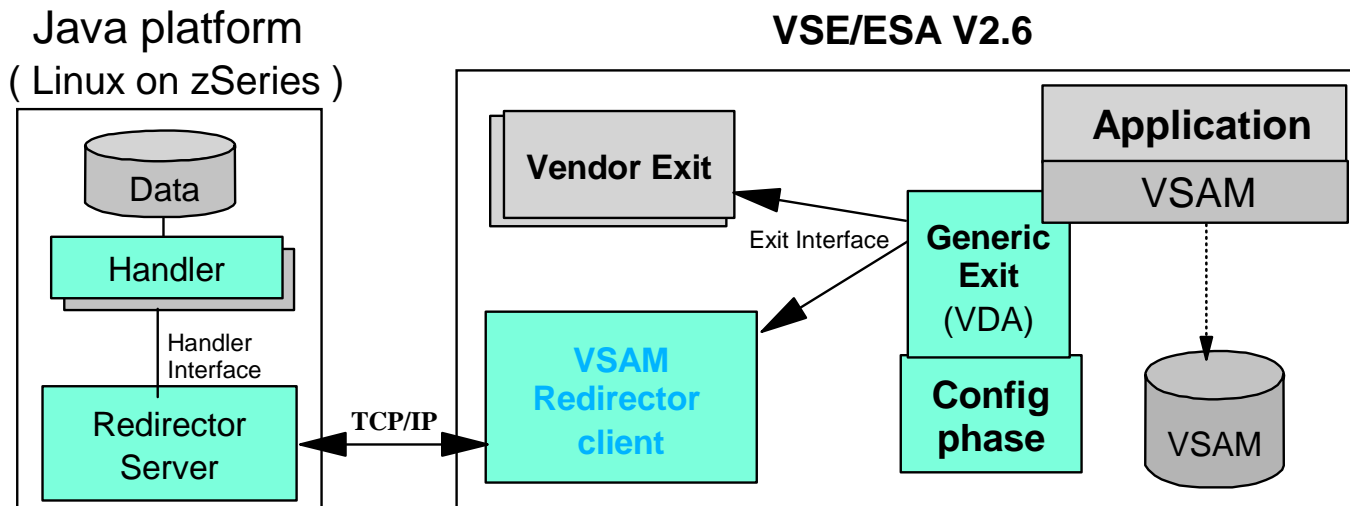 Java platform
( Linux on zSeries )
Data
Handler
Handler
Interface
Redirector
Server
TCP/IP
VSE/ESA V2.6
Vendor Exit
Exit Interface
VSAM
Redirector
client
Generic
Exit
(VDA)
Config
phase
Application
VSAM
VSAM